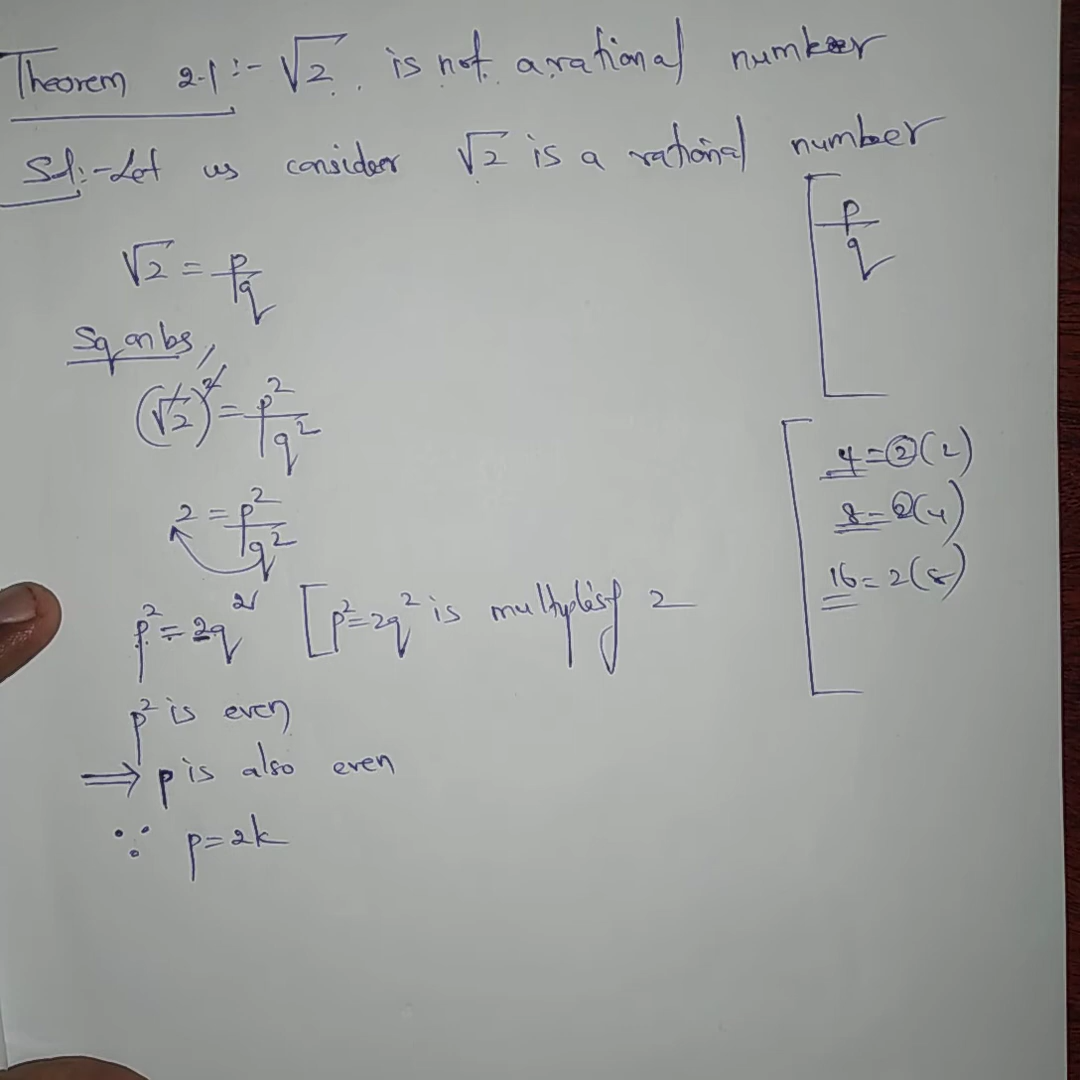 Theorem 2.1 :- √2 is not a rational number
Sol:- Let us consider √2 is a rational number
p/q
√2 = p/q
Sq on bs,
(√2)² = p²/q²
4 = 2(2)
8 = 2(4)
2 = p²/q²
16 = 2(8)
p² = 2q² [p² = 2q² is multiples of 2
p² is even
⇒ p is also even
∵ p = 2k